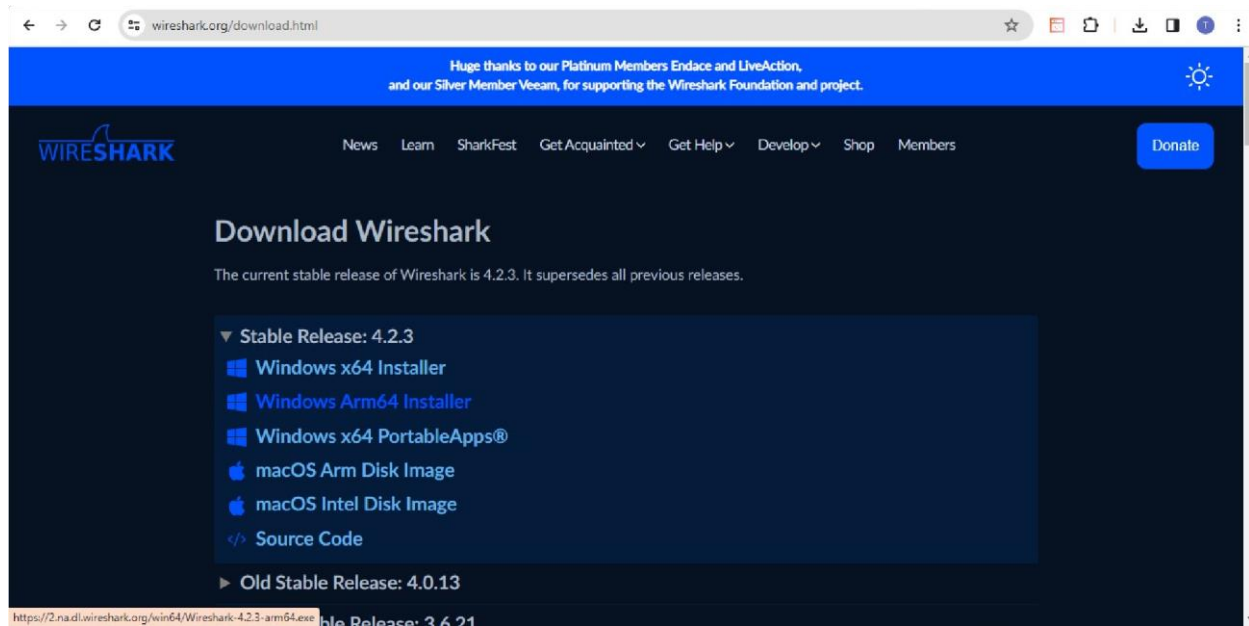 wireshark.org/download.html
T
Huge thanks to our Platinum Members Endace and LiveAction,
and our Silver Member Veeam, for supporting the Wireshark Foundation and project.
WIRESHARK
News Learn SharkFest Get Acquainted Get Help Develop Shop Members
Donate
Download Wireshark
The current stable release of Wireshark is 4.2.3. It supersedes all previous releases.
Stable Release: 4.2.3
Windows x64 Installer
Windows Arm64 Installer
Windows x64 PortableApps®
macOS Arm Disk Image
macOS Intel Disk Image
</> Source Code
Old Stable Release: 4.0.13
https://2.na.dl.wireshark.org/win64/Wireshark-4.2.3-arm64.exe
Release: 3.6.21